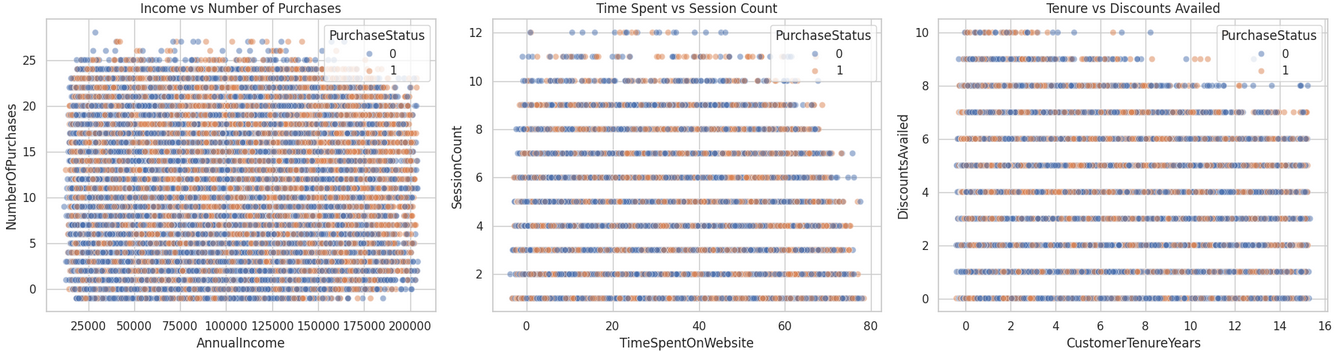 Income vs Number of Purchases
PurchaseStatus
0
1
25
20
15
10
5
0
NumberOfPurchases
25000 50000 75000 100000 125000 150000 175000 200000
AnnualIncome
Time Spent vs Session Count
PurchaseStatus
0
1
12
10
8
6
4
2
SessionCount
0 20 40 60 80
TimeSpentOnWebsite
Tenure vs Discounts Availed
PurchaseStatus
0
1
10
8
6
4
2
0
DiscountsAvailed
0 2 4 6 8 10 12 14 16
CustomerTenureYears